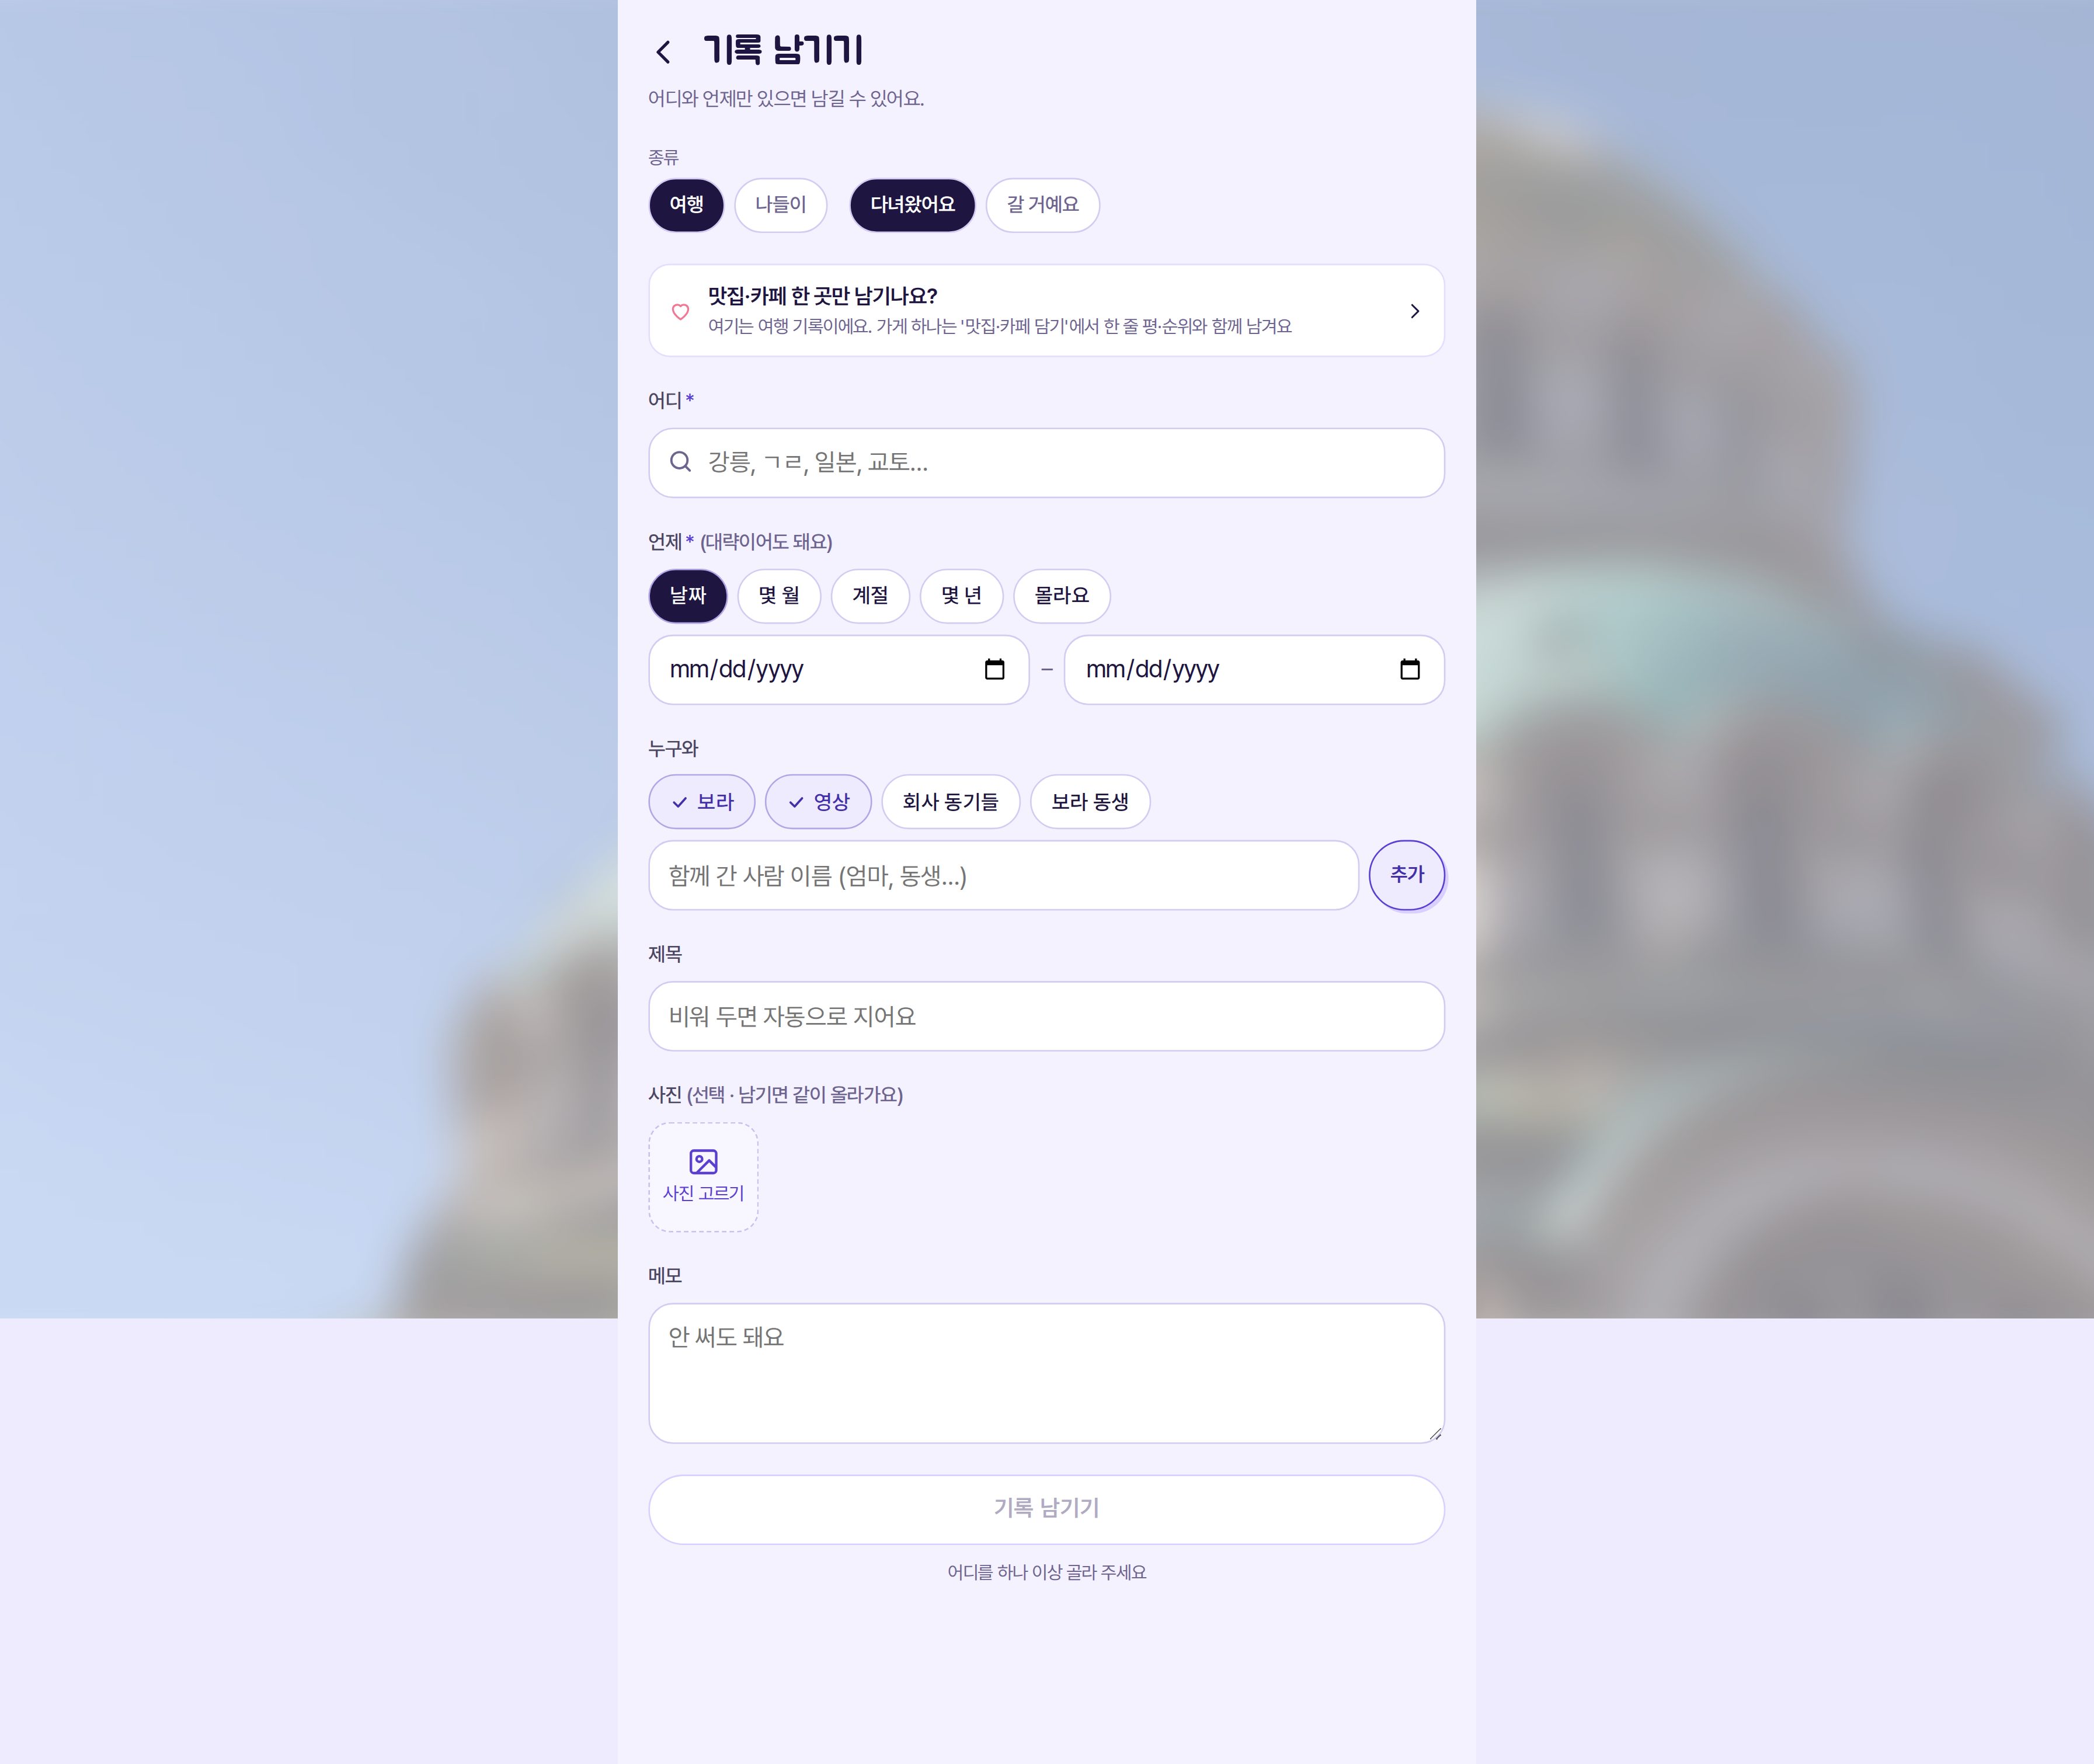 기록 남기기
어디와 언제만 있으면 남길 수 있어요.
종류
여행 나들이 다녀왔어요 갈 거예요
맛집·카페 한 곳만 남기나요?
여기는 여행 기록이에요. 가게 하나는 '맛집·카페 담기'에서 한 줄 평·순위와 함께 남겨요
어디 *
강릉, ㄱㄹ, 일본, 교토...
언제 * (대략이어도 돼요)
날짜 몇 월 계절 몇 년 몰라요
mm/dd/yyyy – mm/dd/yyyy
누구와
보라 영상 회사 동기들 보라 동생
함께 간 사람 이름 (엄마, 동생...) 추가
제목
비워 두면 자동으로 지어요
사진 (선택 · 남기면 같이 올라가요)
사진 고르기
메모
안 써도 돼요
기록 남기기
어디를 하나 이상 골라 주세요